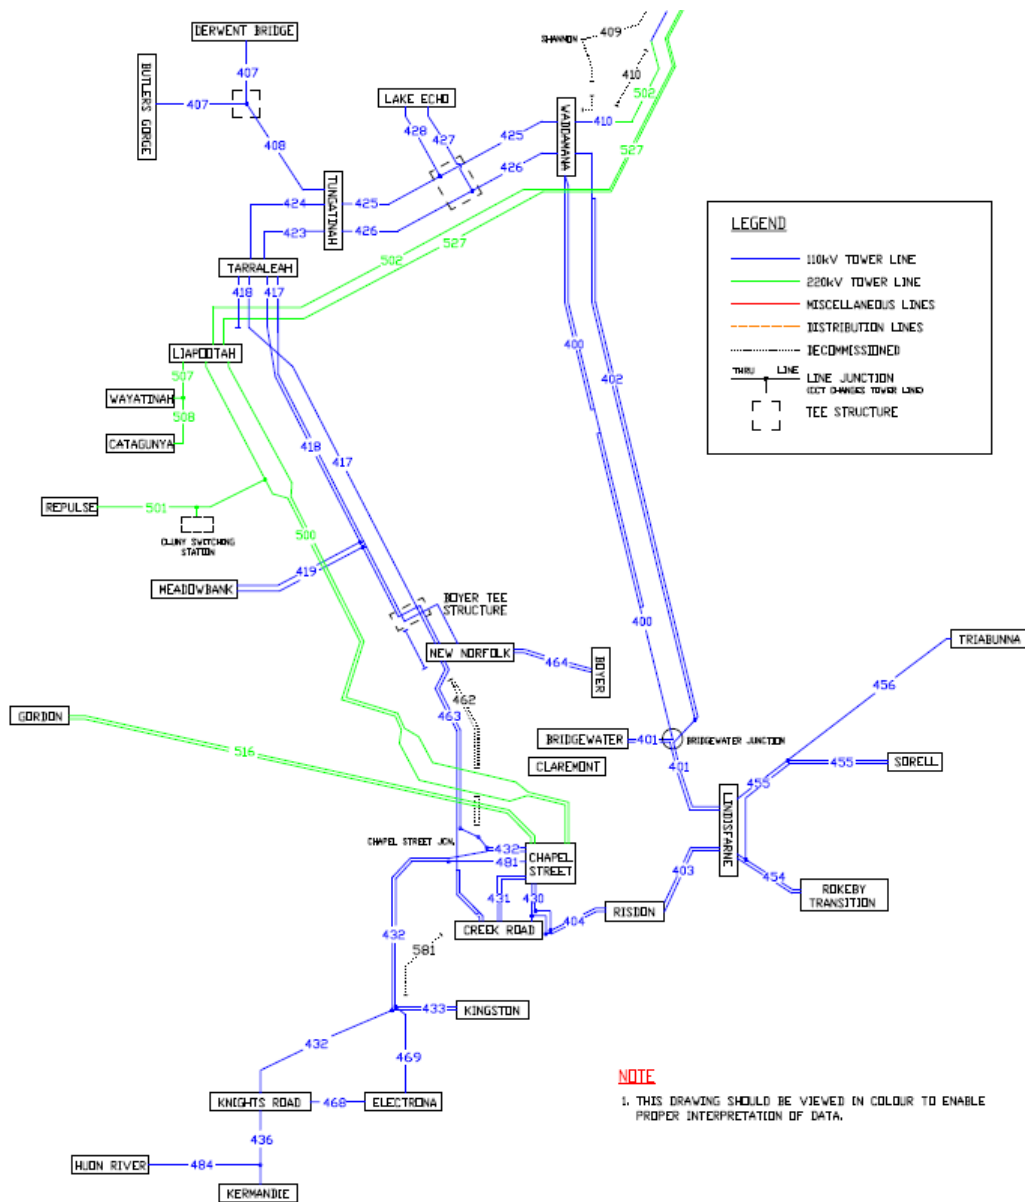 DERWENT BRIDGE
SHANNON
409
BUTLERS GORGE
407
407
410
LAKE ECHO
502
428
427
425
WADDAMANA
410
408
426
527
TUNGATINAH
424
425
423
426
527
502
TARRALEAH
418
417
LEGEND
110kV TOWER LINE
220kV TOWER LINE
MISCELLANEOUS LINES
DISTRIBUTION LINES
DECOMMISSIONED
THRU LINE
LINE JUNCTION
(CCT CHANGES TOWER LINE)
TEE STRUCTURE
LIAPOOTAH
400
507
402
WAYATINAH
508
CATAGUNYA
418
417
REPULSE
501
CLUNY SWITCHING
STATION
500
419
MEADOWBANK
BOYER TEE
STRUCTURE
400
NEW NORFOLK
464
BOYER
TRIABUNNA
456
462
GORDON
463
516
BRIDGEWATER
401
BRIDGEWATER JUNCTION
CLAREMONT
401
455
455
SORELL
LINDISFARNE
CHAPEL STREET JCN.
432
481
CHAPEL
STREET
403
454
ROKEBY
TRANSITION
431
430
404
RISDON
CREEK ROAD
432
581
433
KINGSTON
432
469
NOTE
1. THIS DRAWING SHOULD BE VIEWED IN COLOUR TO ENABLE
PROPER INTERPRETATION OF DATA.
KNIGHTS ROAD
468
ELECTRONA
436
HUON RIVER
484
KERMANDIE